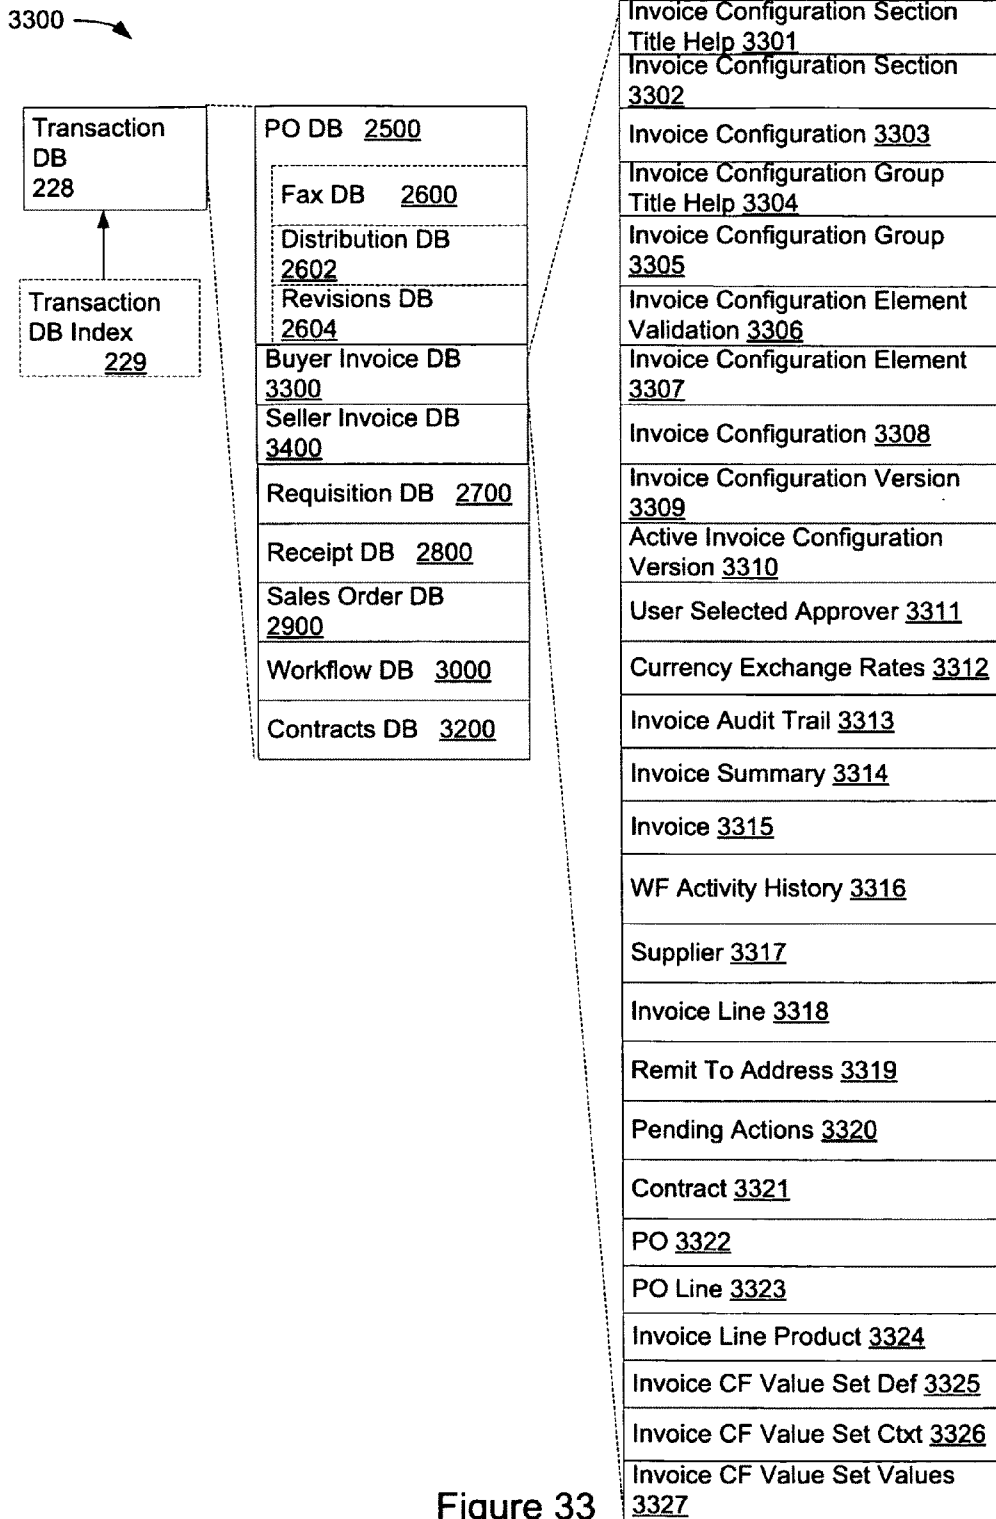 3300
Transaction
DB
228
Transaction
DB Index
229
PO DB 2500
Fax DB 2600
Distribution DB
2602
Revisions DB
2604
Buyer Invoice DB
3300
Seller Invoice DB
3400
Requisition DB 2700
Receipt DB 2800
Sales Order DB
2900
Workflow DB 3000
Contracts DB 3200
Invoice Configuration Section
Title Help 3301
Invoice Configuration Section
3302
Invoice Configuration 3303
Invoice Configuration Group
Title Help 3304
Invoice Configuration Group
3305
Invoice Configuration Element
Validation 3306
Invoice Configuration Element
3307
Invoice Configuration 3308
Invoice Configuration Version
3309
Active Invoice Configuration
Version 3310
User Selected Approver 3311
Currency Exchange Rates 3312
Invoice Audit Trail 3313
Invoice Summary 3314
Invoice 3315
WF Activity History 3316
Supplier 3317
Invoice Line 3318
Remit To Address 3319
Pending Actions 3320
Contract 3321
PO 3322
PO Line 3323
Invoice Line Product 3324
Invoice CF Value Set Def 3325
Invoice CF Value Set Ctxt 3326
Invoice CF Value Set Values
3327
Figure 33